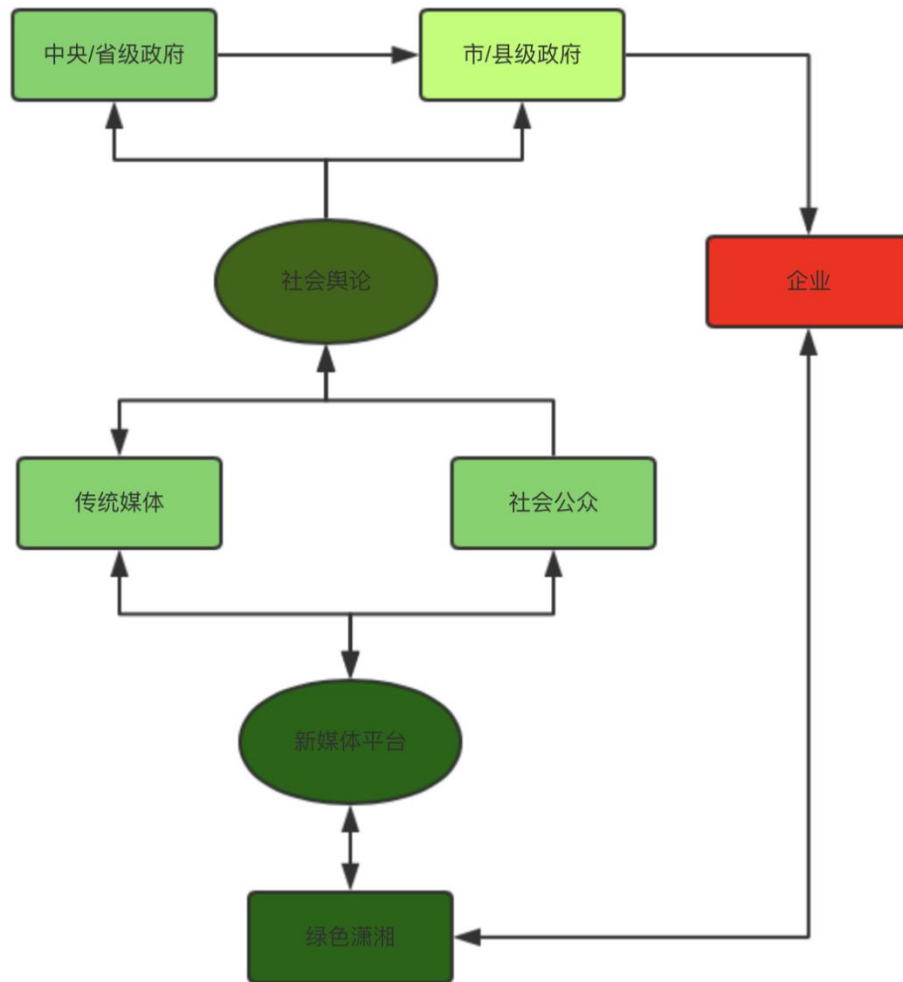 中央/省级政府
市/县级政府
社会舆论
企业
传统媒体
社会公众
新媒体平台
绿色潇湘